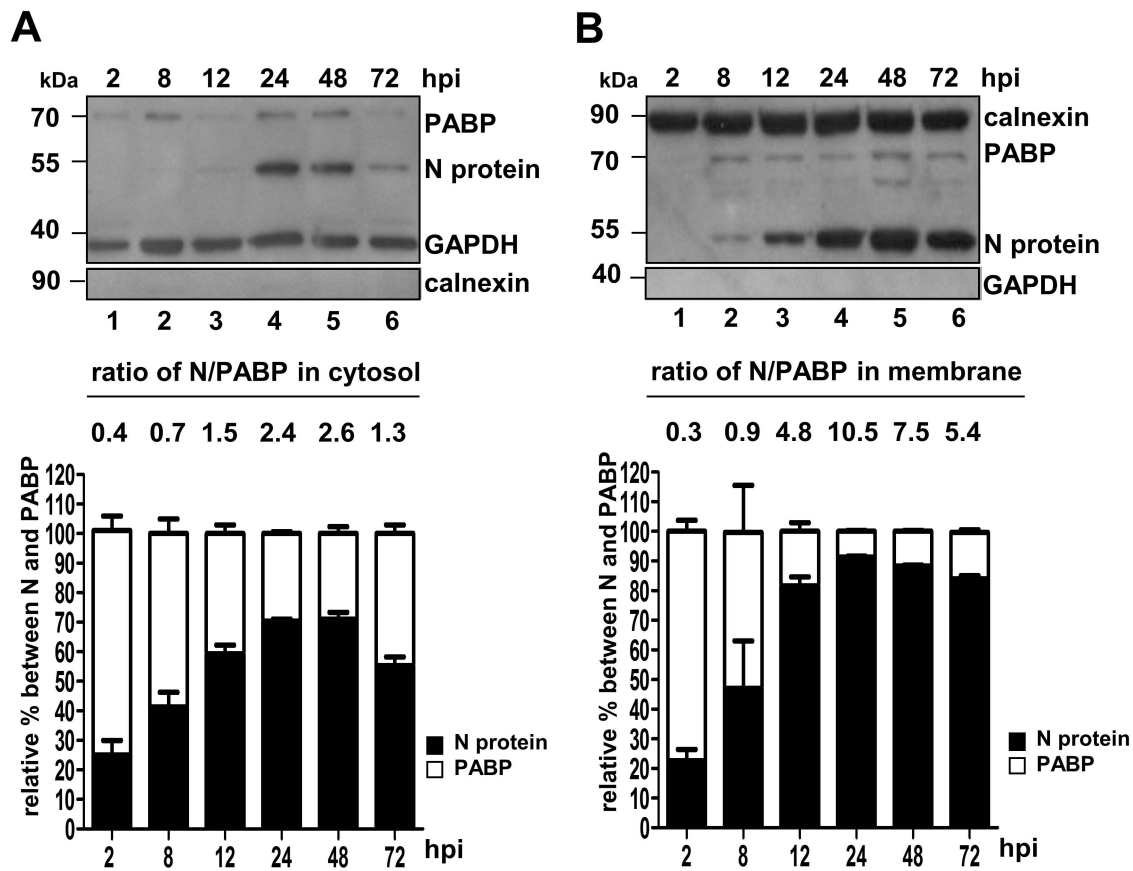 A
kDa 2 8 12 24 48 72 hpi
70 PABP
55 N protein
40 GAPDH
90 calnexin
1 2 3 4 5 6
ratio of N/PABP in cytosol
0.4 0.7 1.5 2.4 2.6 1.3
relative % between N and PABP
120
110
100
90
80
70
60
50
40
30
20
10
0
2 8 12 24 48 72 hpi
N protein
PABP
B
kDa 2 8 12 24 48 72 hpi
90 calnexin
70 PABP
55 N protein
40 GAPDH
1 2 3 4 5 6
ratio of N/PABP in membrane
0.3 0.9 4.8 10.5 7.5 5.4
relative % between N and PABP
120
110
100
90
80
70
60
50
40
30
20
10
0
2 8 12 24 48 72 hpi
N protein
PABP